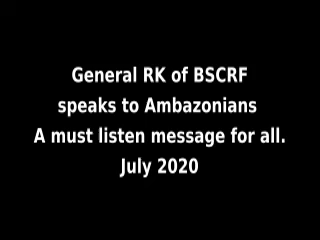 General RK of BSCRF
speaks to Ambazonians
A must listen message for all.
July 2020